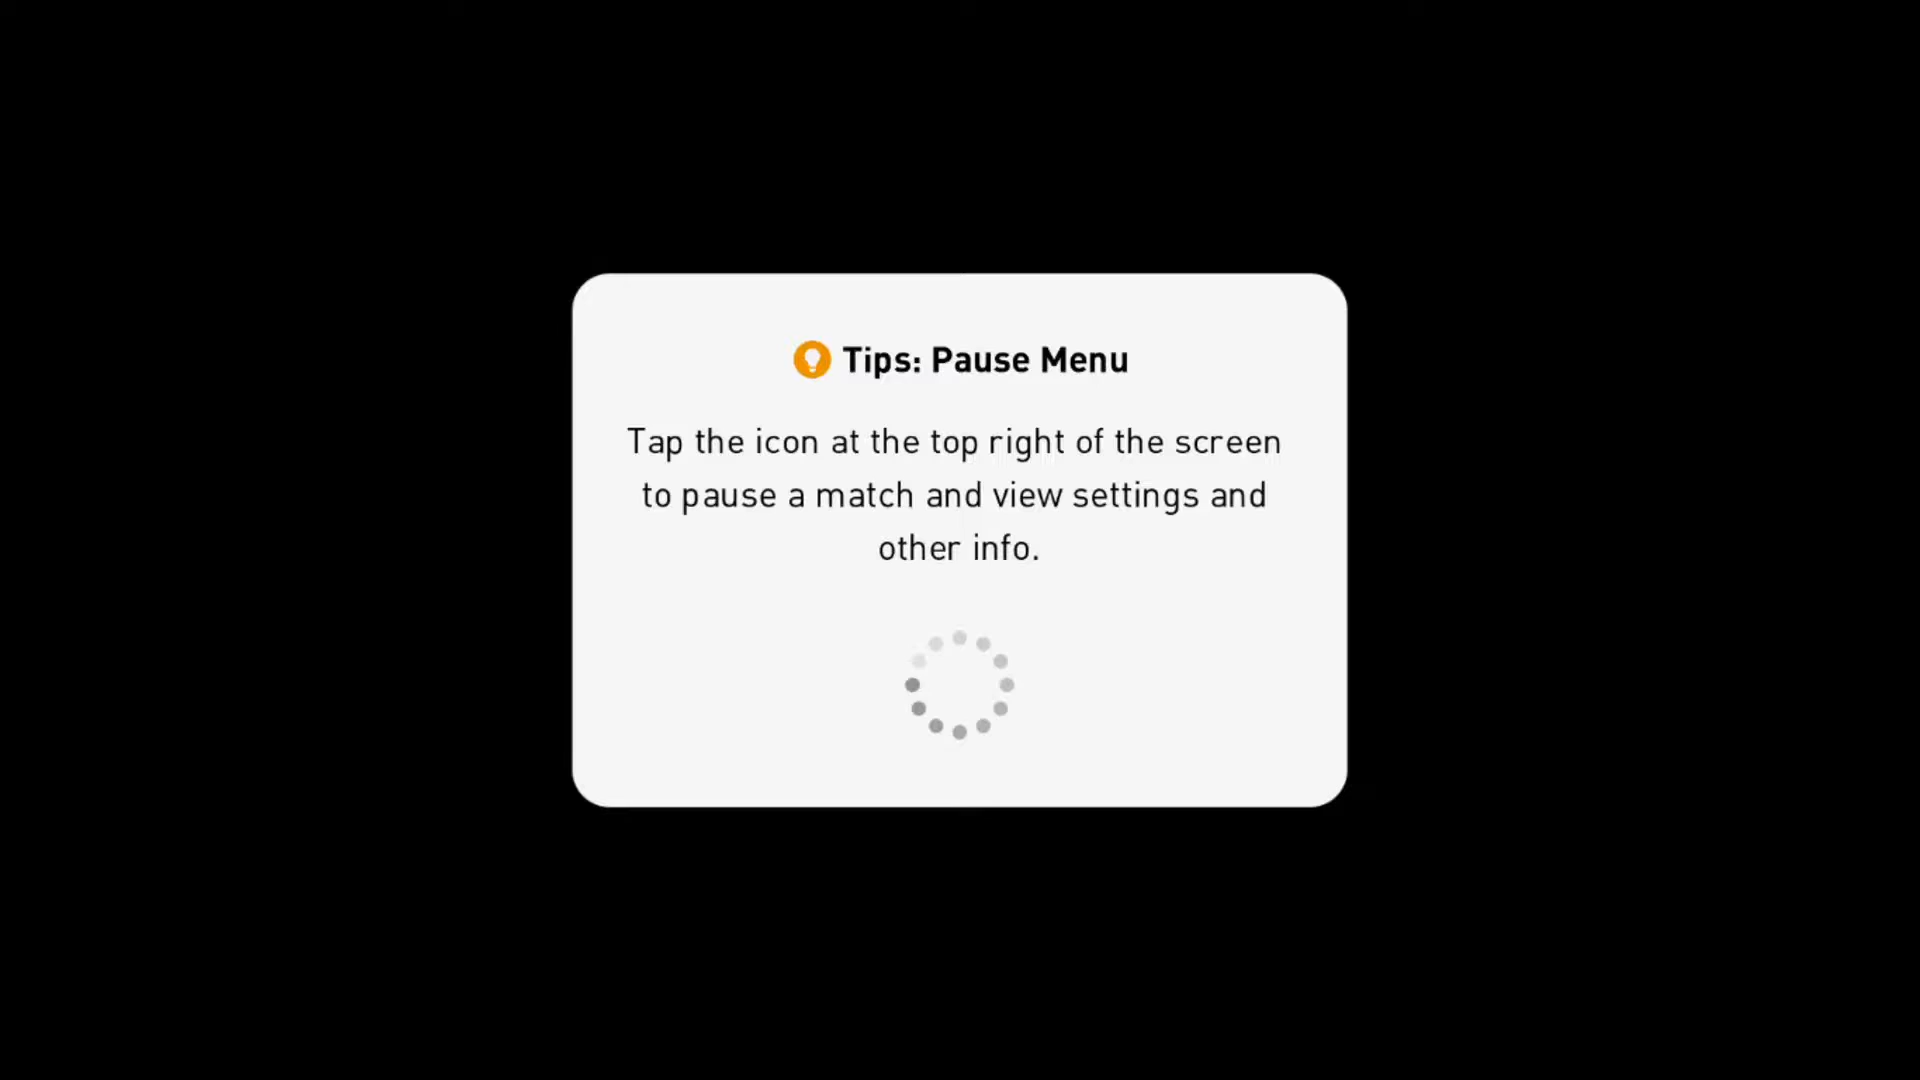 Tips: Pause Menu
Tap the icon at the top right of the screen
to pause a match and view settings and
other info.